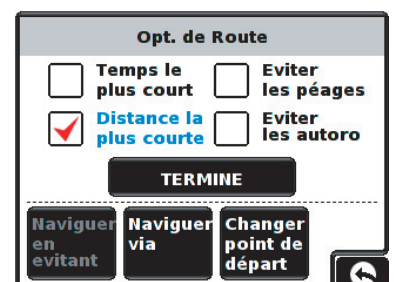 Opt. de Route
Temps le
plus court
Eviter
les péages
Distance la
plus courte
Eviter
les autoro
TERMINE
Naviguer
en
evitant
Naviguer
via
Changer
point de
départ